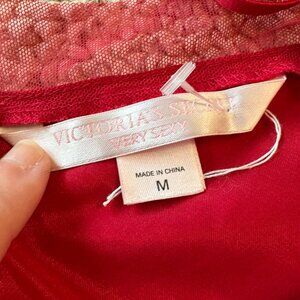 VICTORIA'S SECRET
VERY SEXY
MADE IN CHINA
M